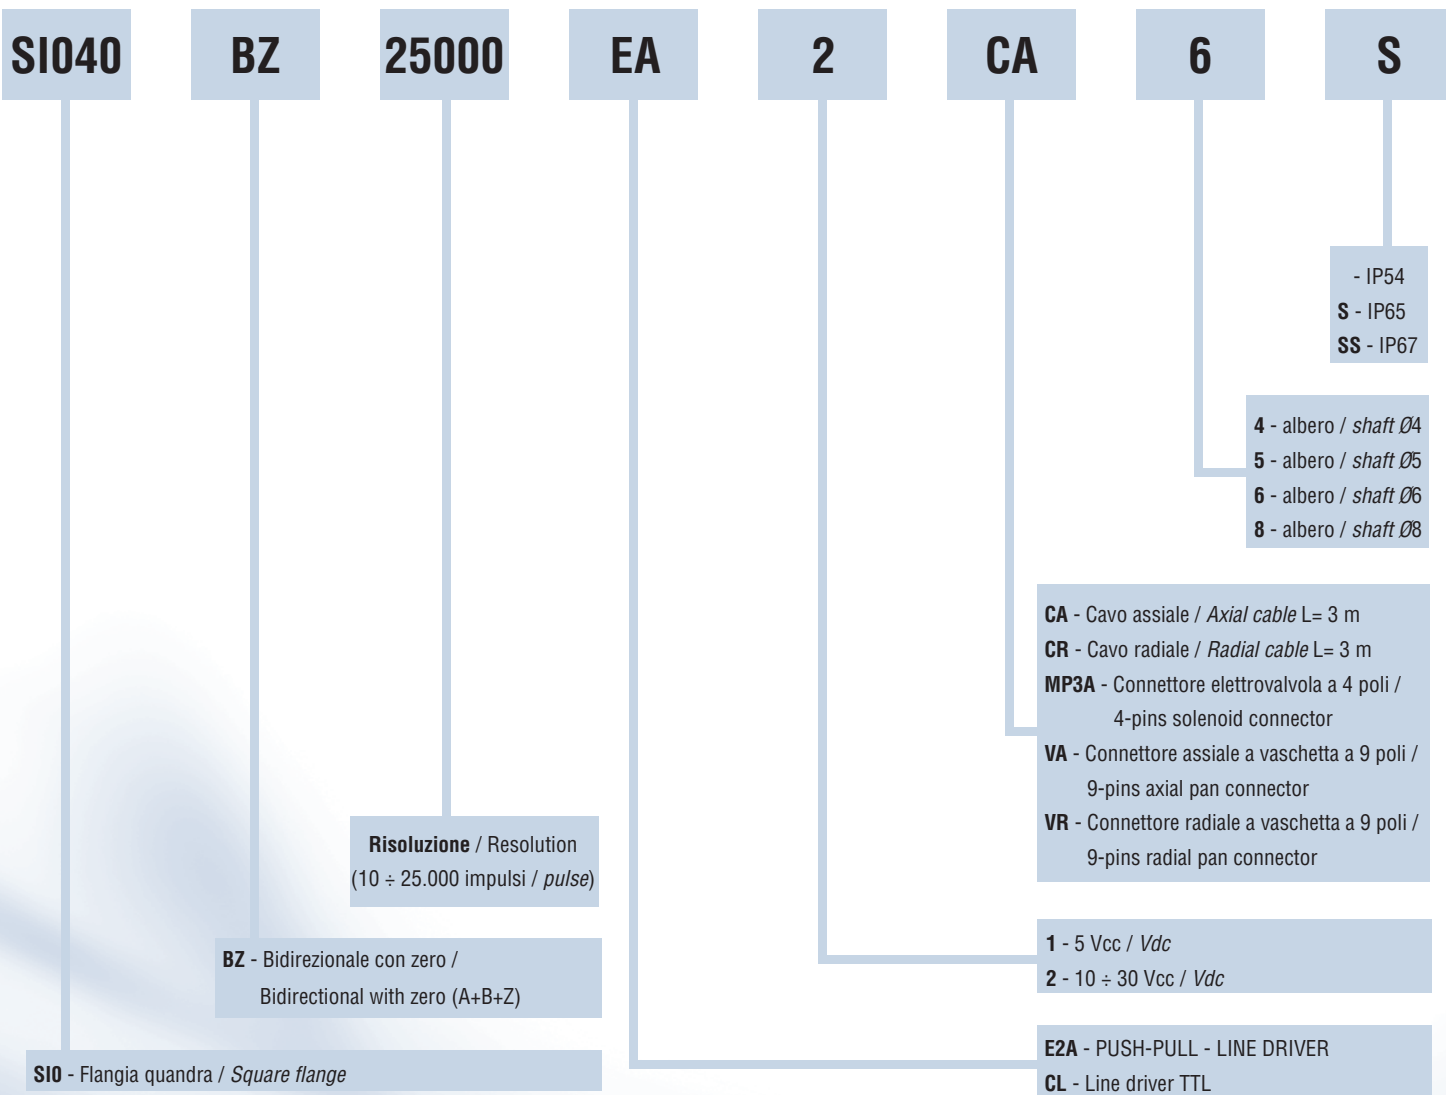 SI040 BZ 25000 EA 2 CA 6 S
- IP54
S - IP65
SS - IP67
4 - albero / shaft Ø4
5 - albero / shaft Ø5
6 - albero / shaft Ø6
8 - albero / shaft Ø8
CA - Cavo assiale / Axial cable L= 3 m
CR - Cavo radiale / Radial cable L= 3 m
MP3A - Connettore elettrovalvola a 4 poli /
4-pins solenoid connector
VA - Connettore assiale a vaschetta a 9 poli /
9-pins axial pan connector
VR - Connettore radiale a vaschetta a 9 poli /
9-pins radial pan connector
Risoluzione / Resolution
(10 ÷ 25.000 impulsi / pulse)
1 - 5 Vcc / Vdc
2 - 10 ÷ 30 Vcc / Vdc
BZ - Bidirezionale con zero /
Bidirectional with zero (A+B+Z)
E2A - PUSH-PULL - LINE DRIVER
CL - Line driver TTL
SI0 - Flangia quandra / Square flange